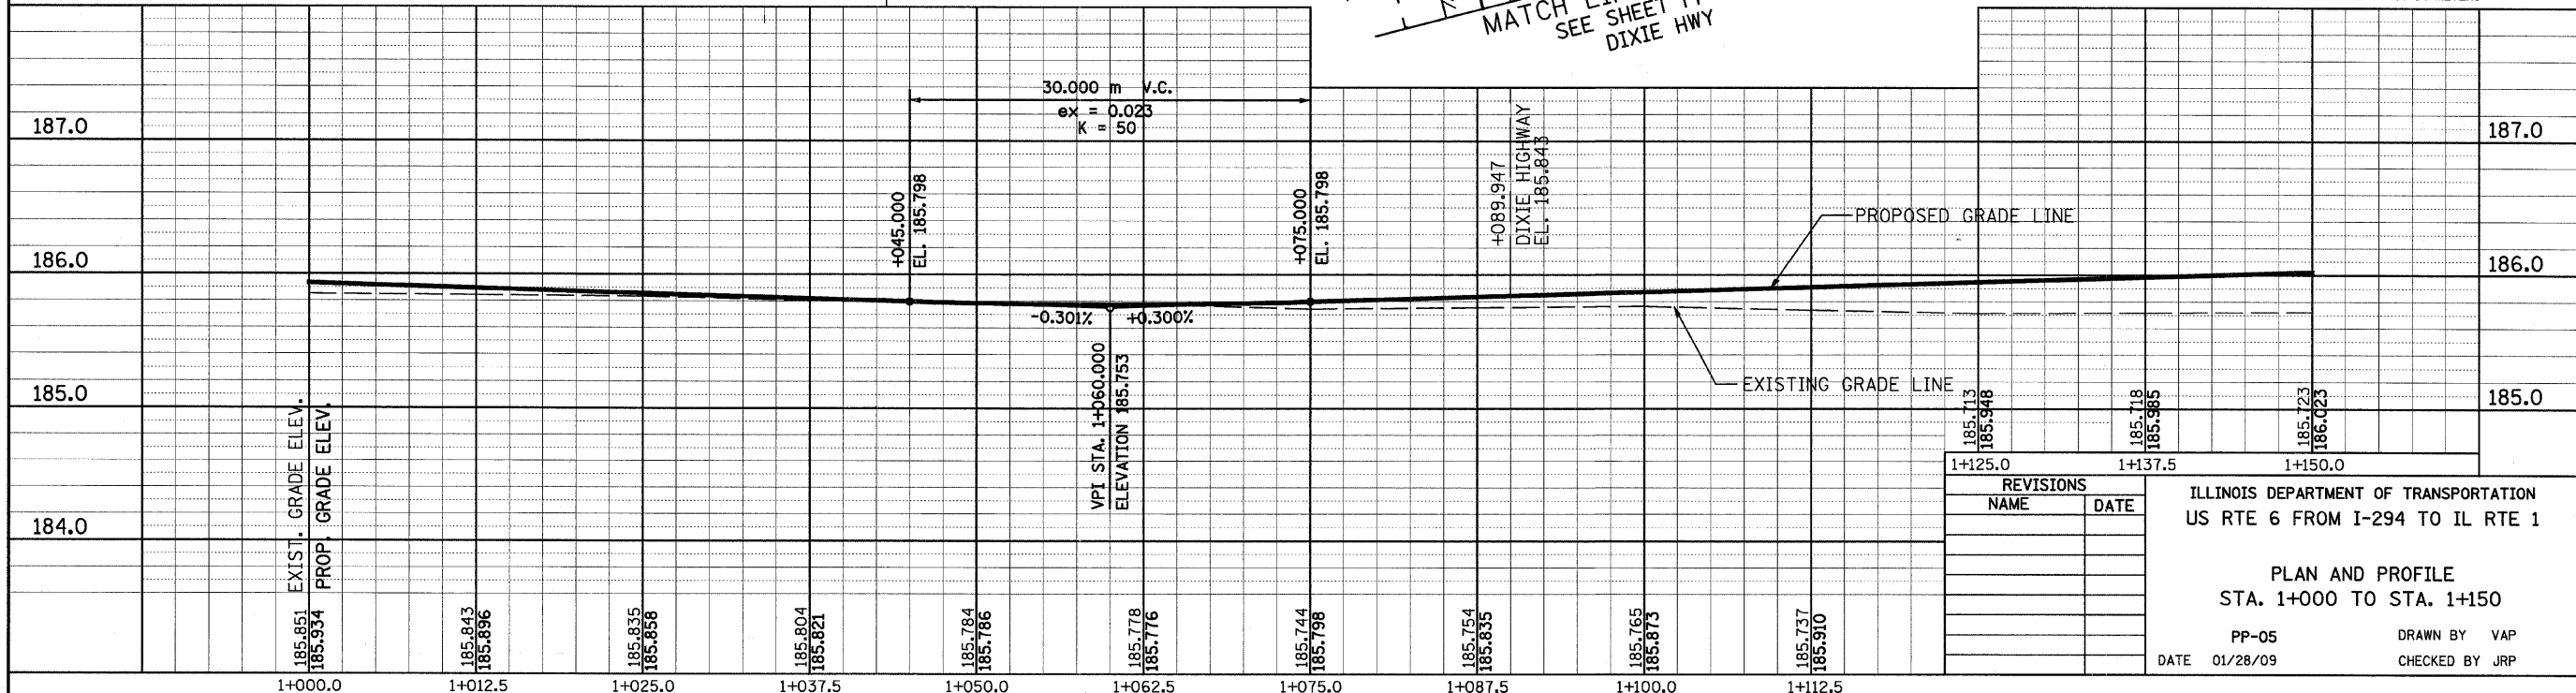 MATCH
SEE SHEET
DIXIE HWY
30.000 m V.C.
ex = 0.023
K = 50
187.0
187.0
+045.000
EL. 185.798
+075.000
EL. 185.798
+089.947
DIXIE HIGHWAY
EL. 185.843
PROPOSED GRADE LINE
186.0
186.0
-0.301%
+0.300%
VPI STA. 1+060.000
ELEVATION 185.753
EXISTING GRADE LINE
185.0
185.0
184.0
EXIST. GRADE ELEV.
PROP. GRADE ELEV.
185.851
185.934
185.843
185.896
185.835
185.858
185.804
185.821
185.784
185.786
185.778
185.776
185.744
185.798
185.754
185.835
185.765
185.873
185.737
185.910
185.713
185.948
185.718
185.985
185.723
186.023
1+125.0
1+137.5
1+150.0
1+000.0
1+012.5
1+025.0
1+037.5
1+050.0
1+062.5
1+075.0
1+087.5
1+100.0
1+112.5
REVISIONS
NAME
DATE
ILLINOIS DEPARTMENT OF TRANSPORTATION
US RTE 6 FROM I-294 TO IL RTE 1
PLAN AND PROFILE
STA. 1+000 TO STA. 1+150
PP-05
DRAWN BY VAP
DATE 01/28/09
CHECKED BY JRP